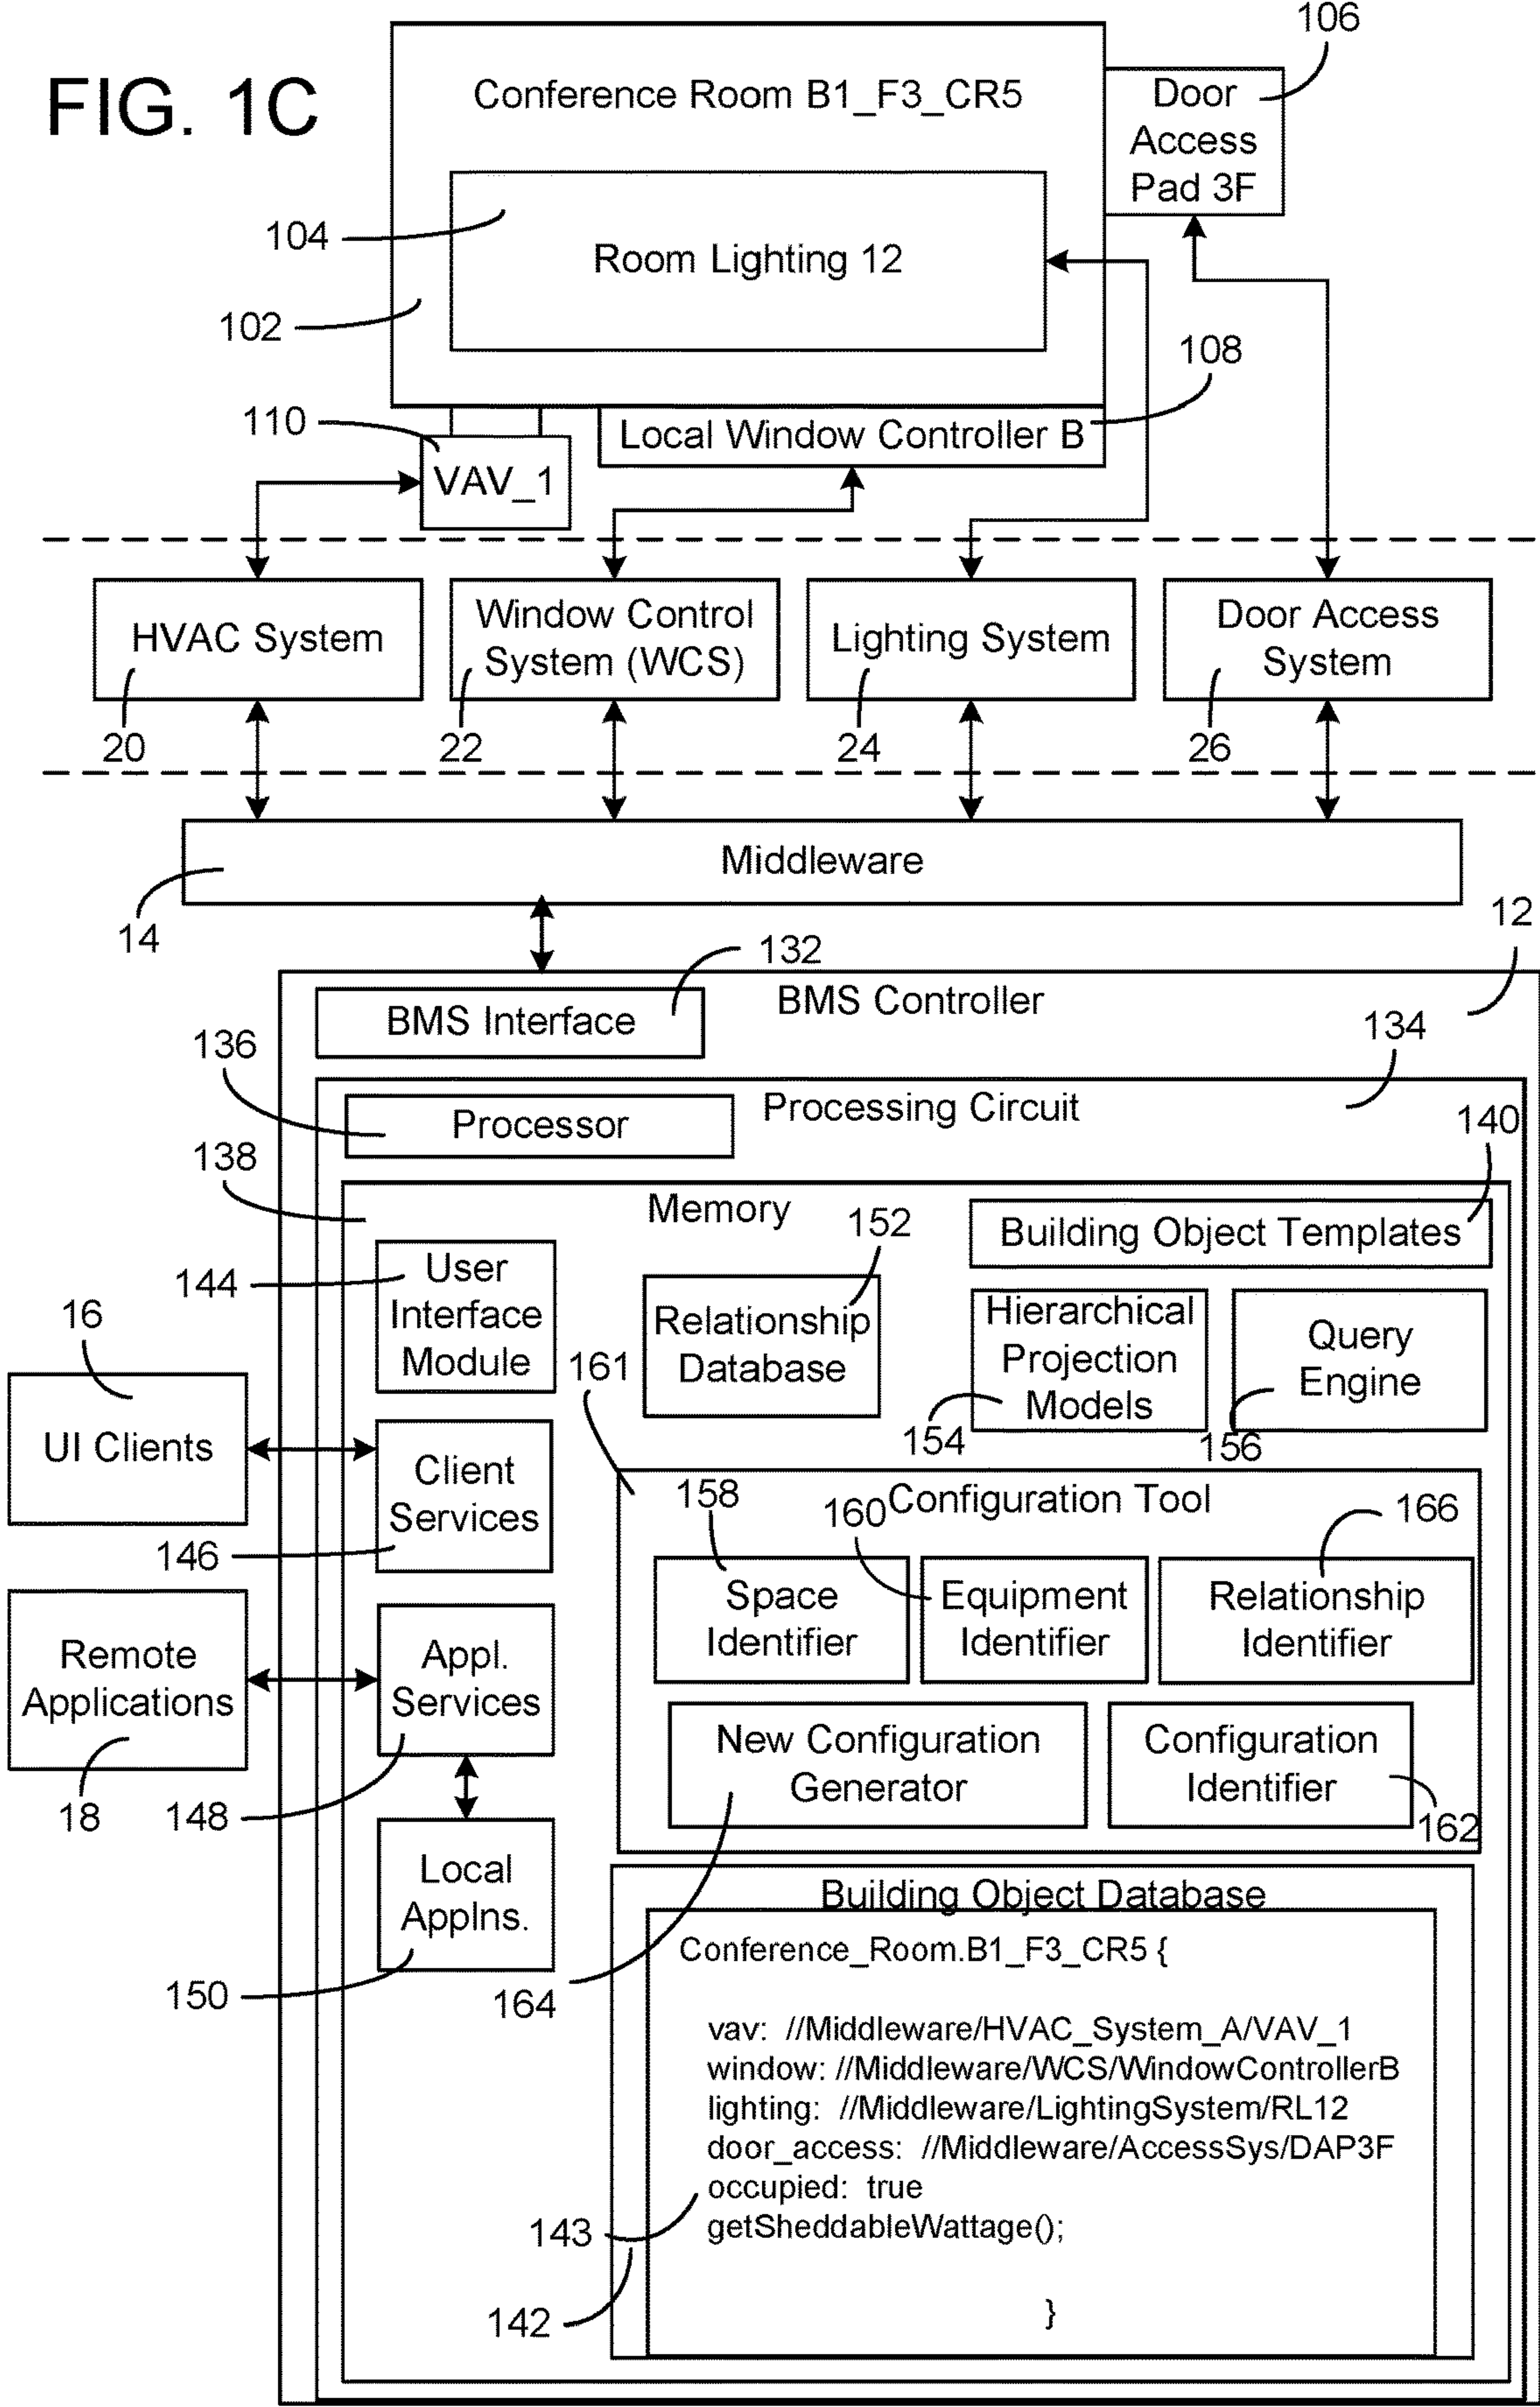 FIG. 1C
106
Conference Room B1_F3_CR5
Door
Access
Pad 3F
104
Room Lighting 12
102
108
110
Local Window Controller B
VAV_1
HVAC System
Window Control
System (WCS)
Lighting System
Door Access
System
20
22
24
26
Middleware
14
12
132
BMS Controller
BMS Interface
134
136
Processing Circuit
Processor
140
138
Memory
152
Building Object Templates
144
User
Interface
Module
16
Relationship
Database
Hierarchical
Projection
Models
Query
Engine
161
154
156
UI Clients
Client
Services
158
Configuration Tool
160
166
146
Space
Identifier
Equipment
Identifier
Relationship
Identifier
Remote
Applications
Appl.
Services
New Configuration
Generator
Configuration
Identifier
18
148
162
Local
Applns.
Building Object Database
150
164
Conference_Room.B1_F3_CR5 {
vav: //Middleware/HVAC_System_A/VAV_1
window: //Middleware/WCS/WindowControllerB
lighting: //Middleware/LightingSystem/RL12
door_access: //Middleware/AccessSys/DAP3F
occupied: true
143
getSheddableWattage();
142
}